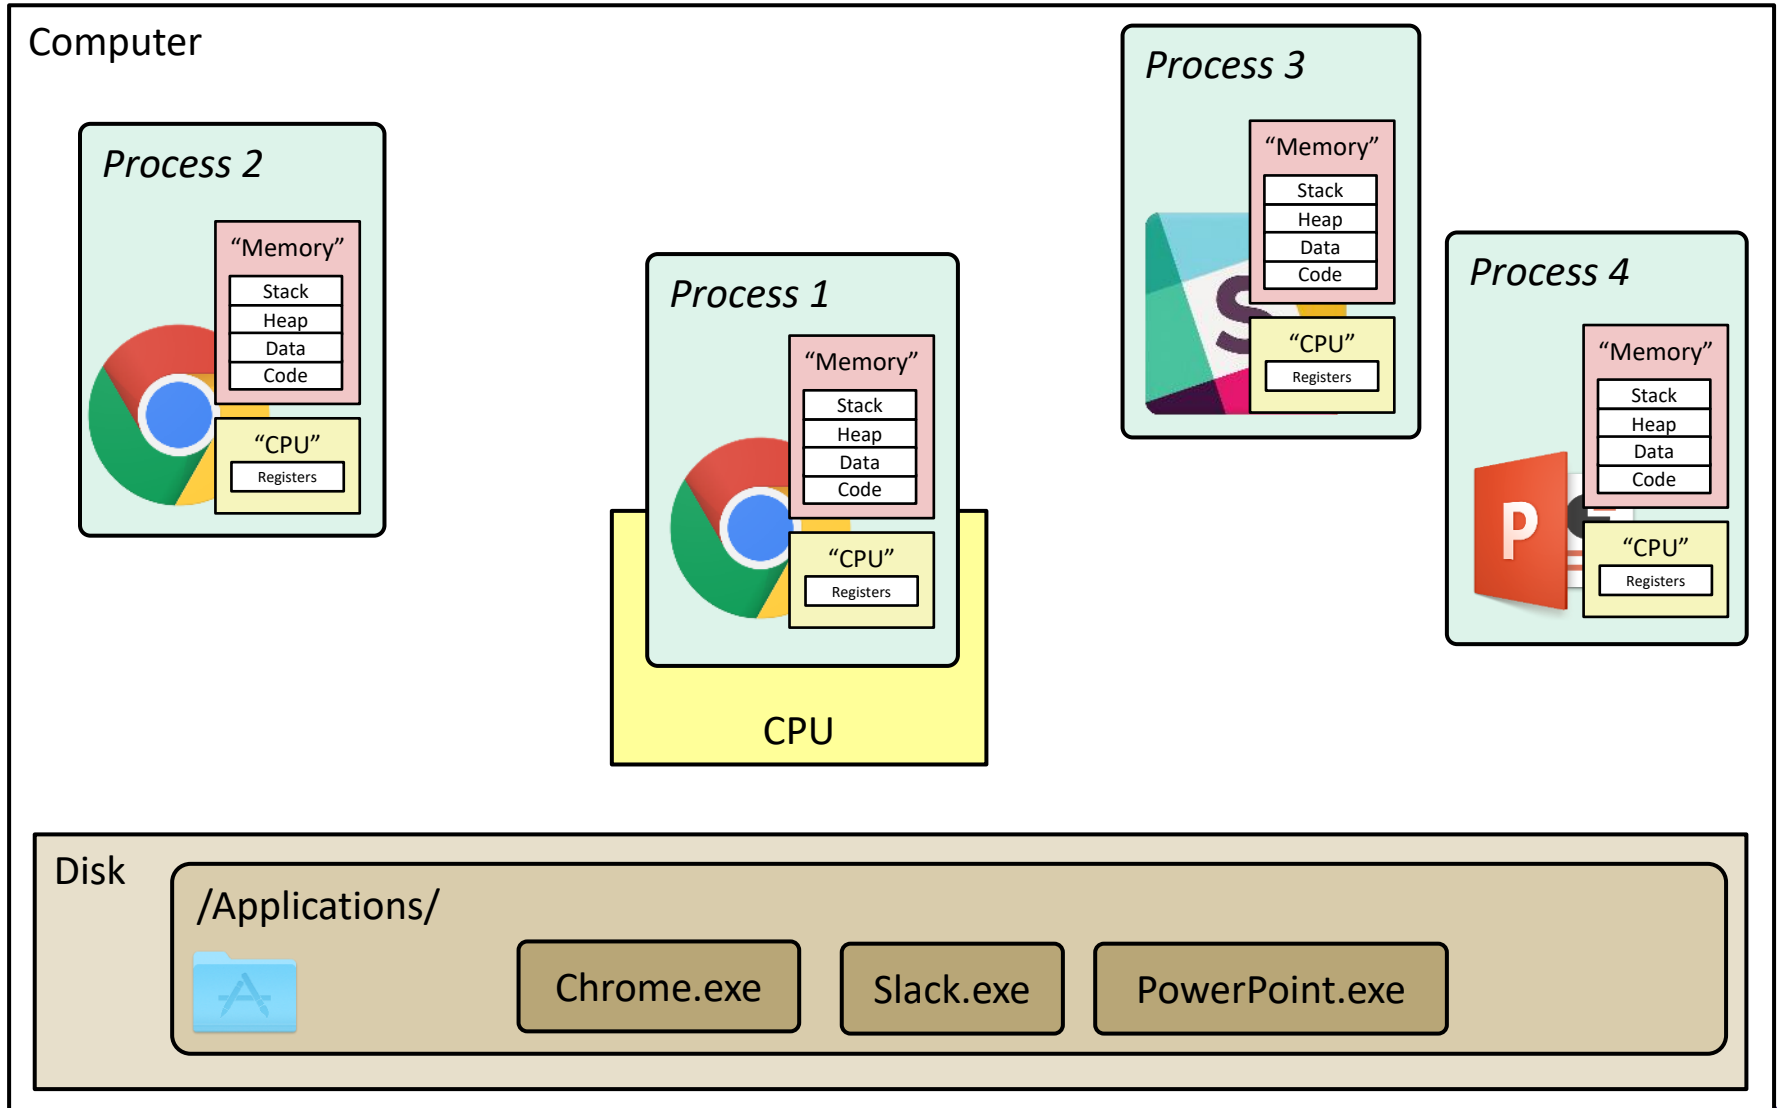 Computer
Process 2
“Memory”
Stack
Heap
Data
Code
“CPU”
Registers
Process 1
“Memory”
Stack
Heap
Data
Code
“CPU”
Registers
CPU
Process 3
“Memory”
Stack
Heap
Data
Code
S
“CPU”
Registers
Process 4
“Memory”
Stack
Heap
Data
Code
P
“CPU”
Registers
Disk
/Applications/
Chrome.exe
Slack.exe
PowerPoint.exe